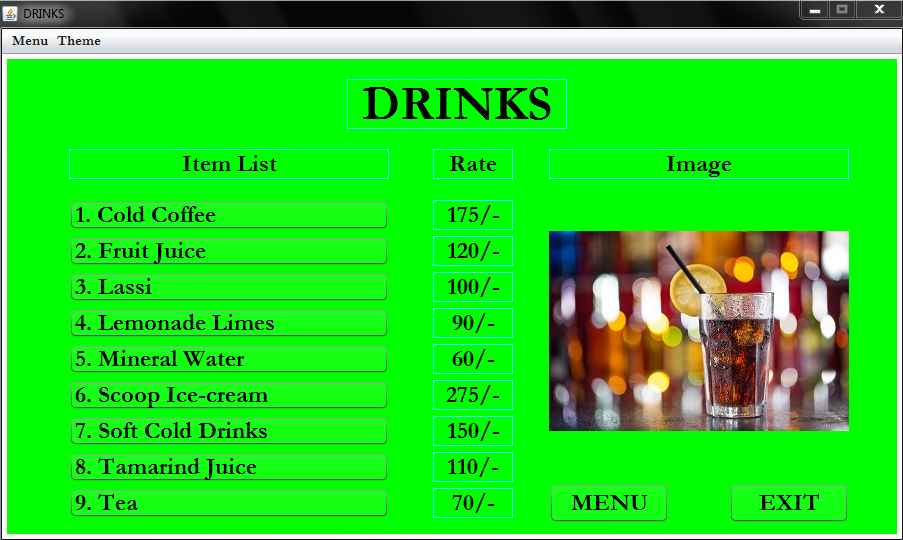 DRINKS
Menu Theme
DRINKS
Item List Rate Image
1. Cold Coffee 175/-
2. Fruit Juice 120/-
3. Lassi 100/-
4. Lemonade Limes 90/-
5. Mineral Water 60/-
6. Scoop Ice-cream 275/-
7. Soft Cold Drinks 150/-
8. Tamarind Juice 110/-
9. Tea 70/-
MENU EXIT